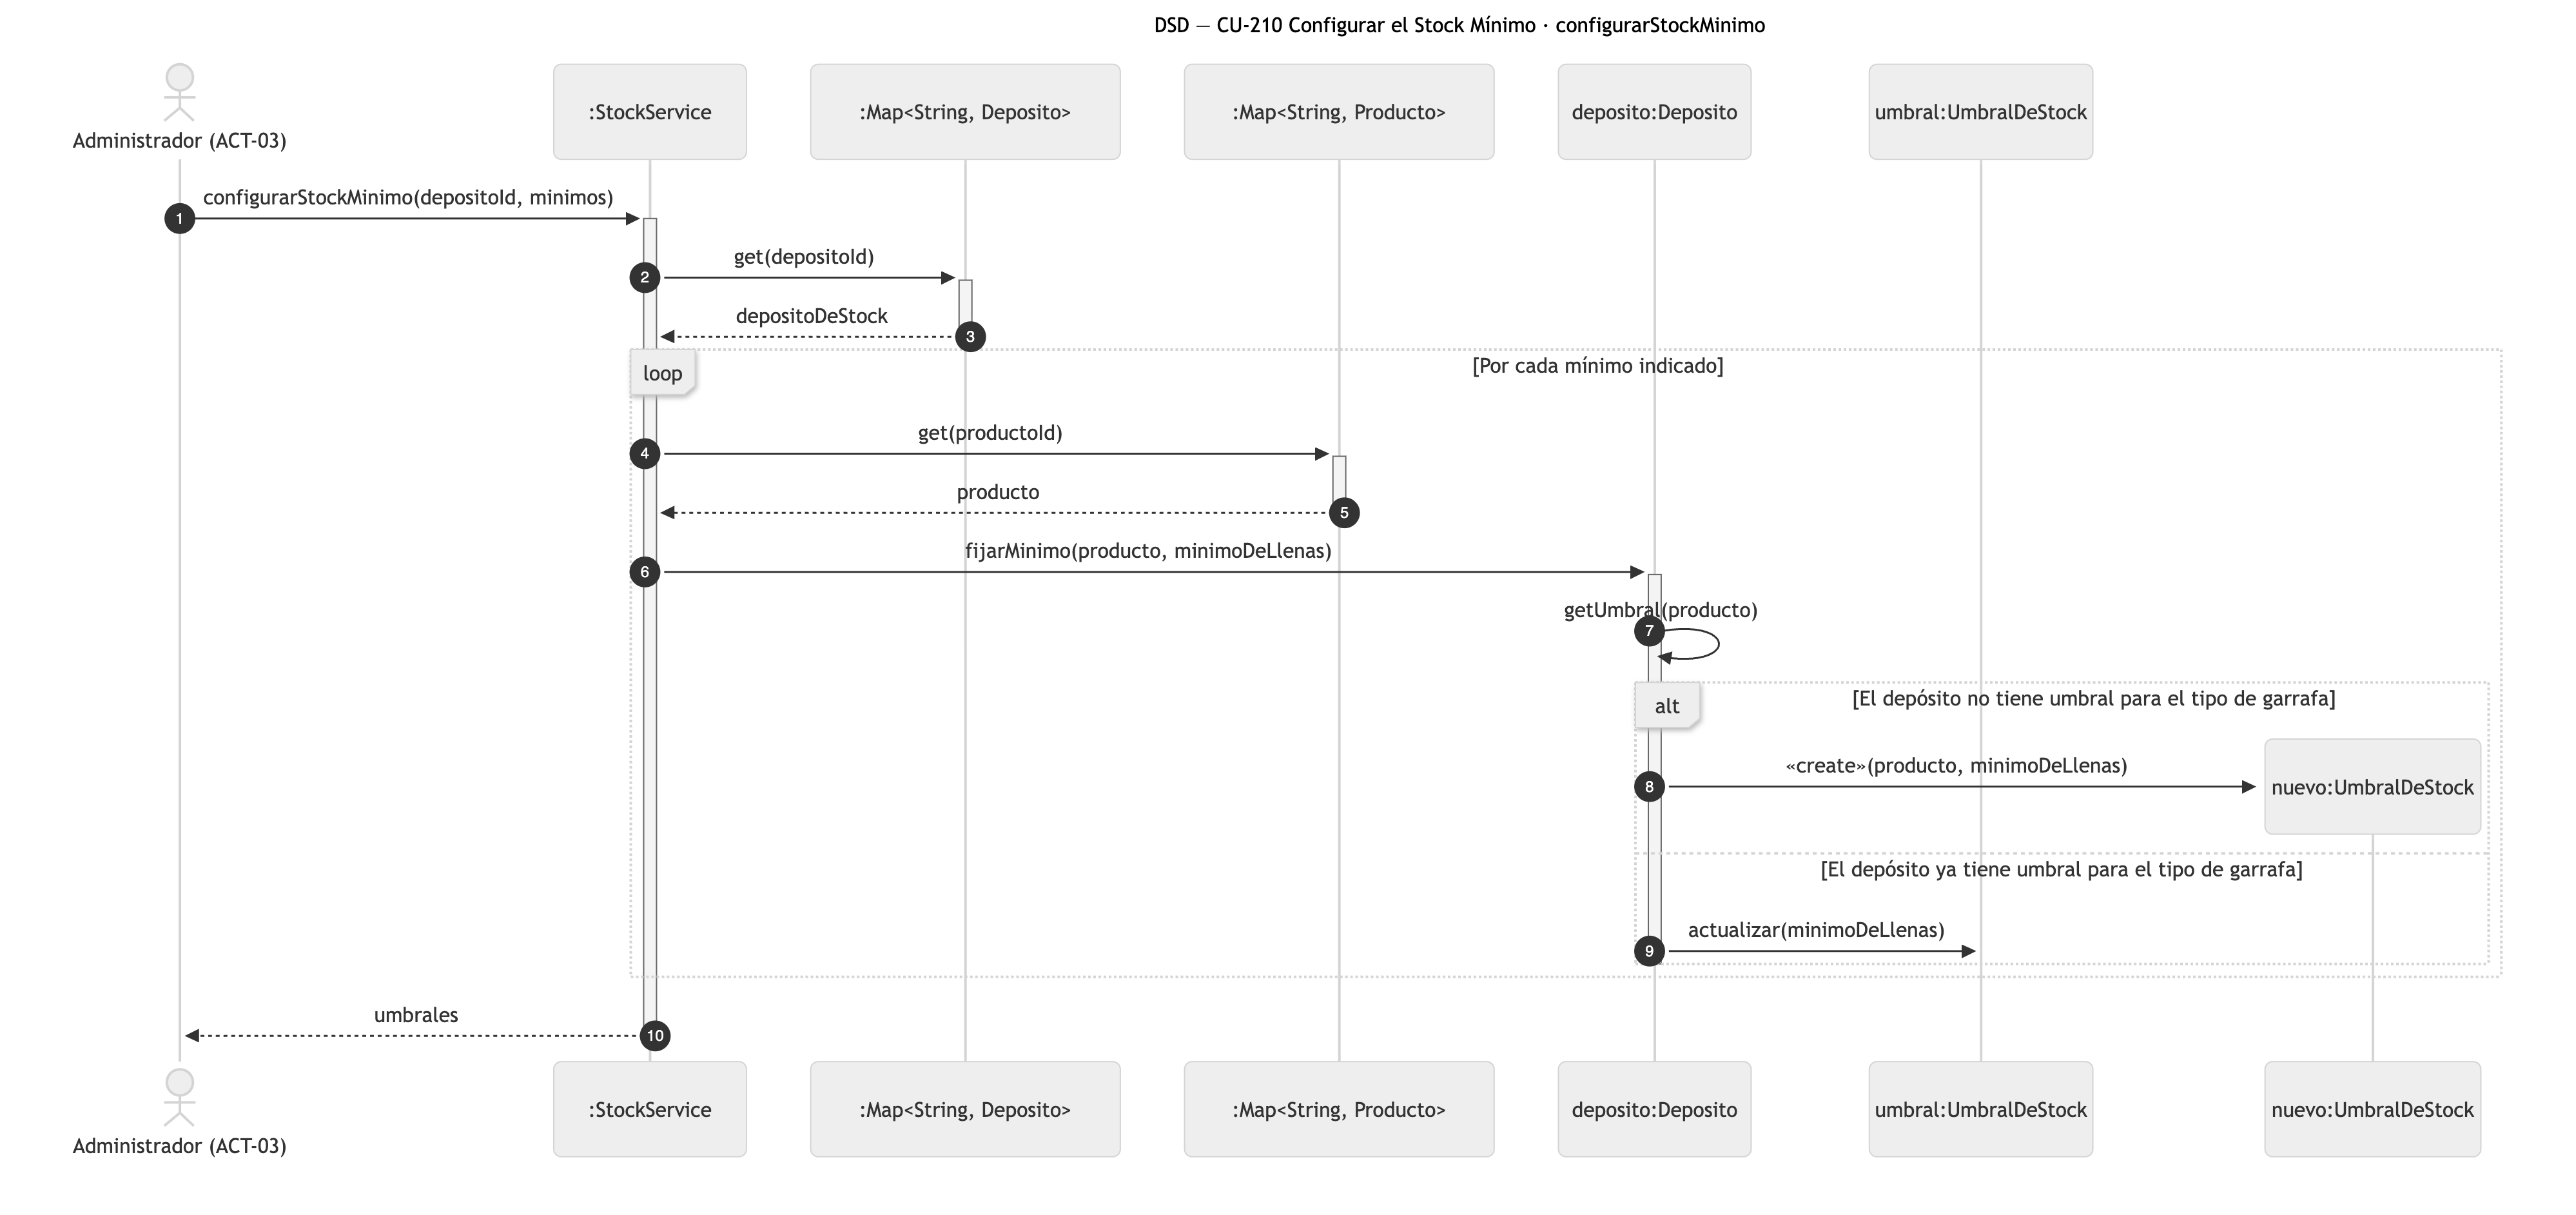 DSD — CU-210 Configurar el Stock Mínimo · configurarStockMinimo
Administrador (ACT-03)
:StockService
:Map<String, Deposito>
:Map<String, Producto>
deposito:Deposito
umbral:UmbralDeStock
configurarStockMinimo(depositoId, minimos)
1
get(depositoId)
2
depositoDeStock
3
loop
[Por cada mínimo indicado]
get(productoId)
4
producto
5
fijarMinimo(producto, minimoDeLlenas)
6
getUmbral(producto)
7
alt
[El depósito no tiene umbral para el tipo de garrafa]
«create»(producto, minimoDeLlenas)
8
nuevo:UmbralDeStock
[El depósito ya tiene umbral para el tipo de garrafa]
actualizar(minimoDeLlenas)
9
umbrales
10
Administrador (ACT-03)
:StockService
:Map<String, Deposito>
:Map<String, Producto>
deposito:Deposito
umbral:UmbralDeStock
nuevo:UmbralDeStock